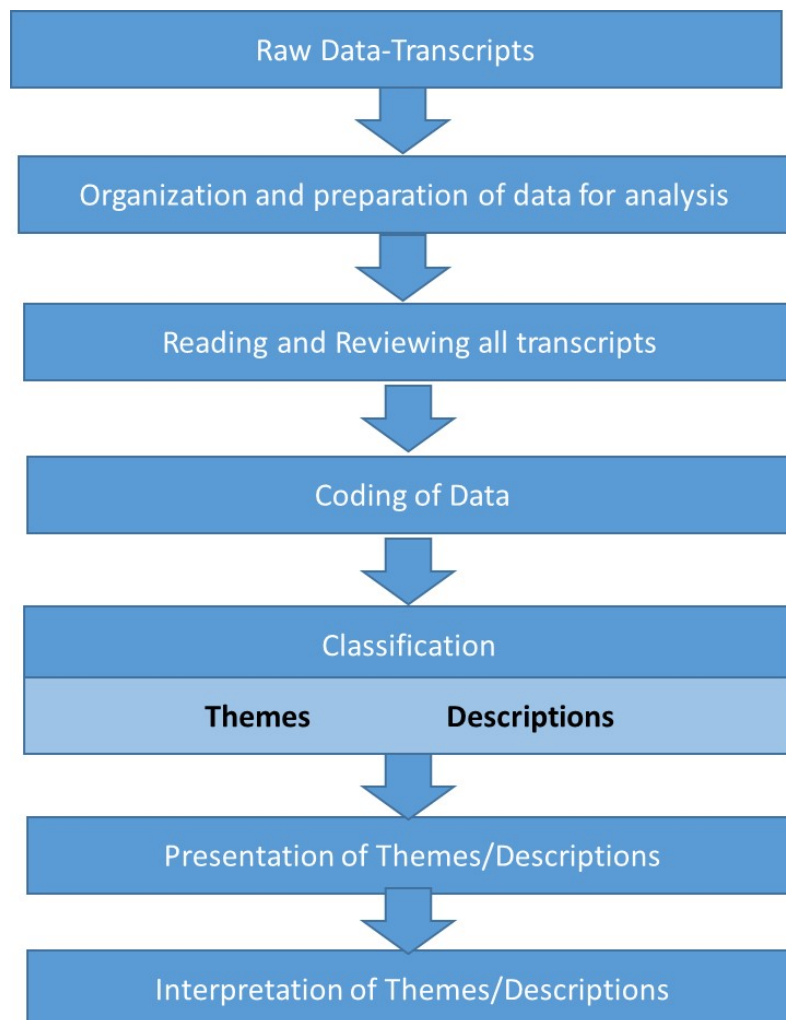 Raw Data-Transcripts
Organization and preparation of data for analysis
Reading and Reviewing all transcripts
Coding of Data
Classification
Themes Descriptions
Presentation of Themes/Descriptions
Interpretation of Themes/Descriptions